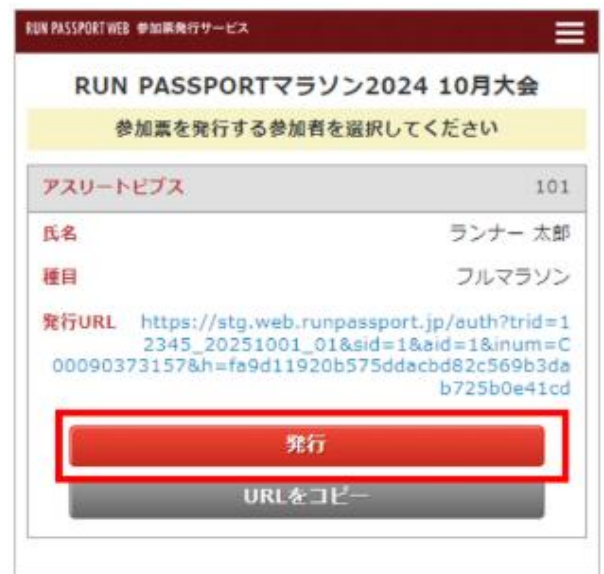 RUN PASSPORT WEB 参加票発行サービス
RUN PASSPORTマラソン2024 10月大会
参加票を発行する参加者を選択してください
アスリートビブス 101
氏名 ランナー 太郎
種目 フルマラソン
発行URL https://stg.web.runpassport.jp/auth?trid=1
2345_20251001_01&sid=1&aid=1&inum=C
00090373157&h=fa9d11920b575ddacbd82c569b3da
b725b0e41cd
発行
URLをコピー